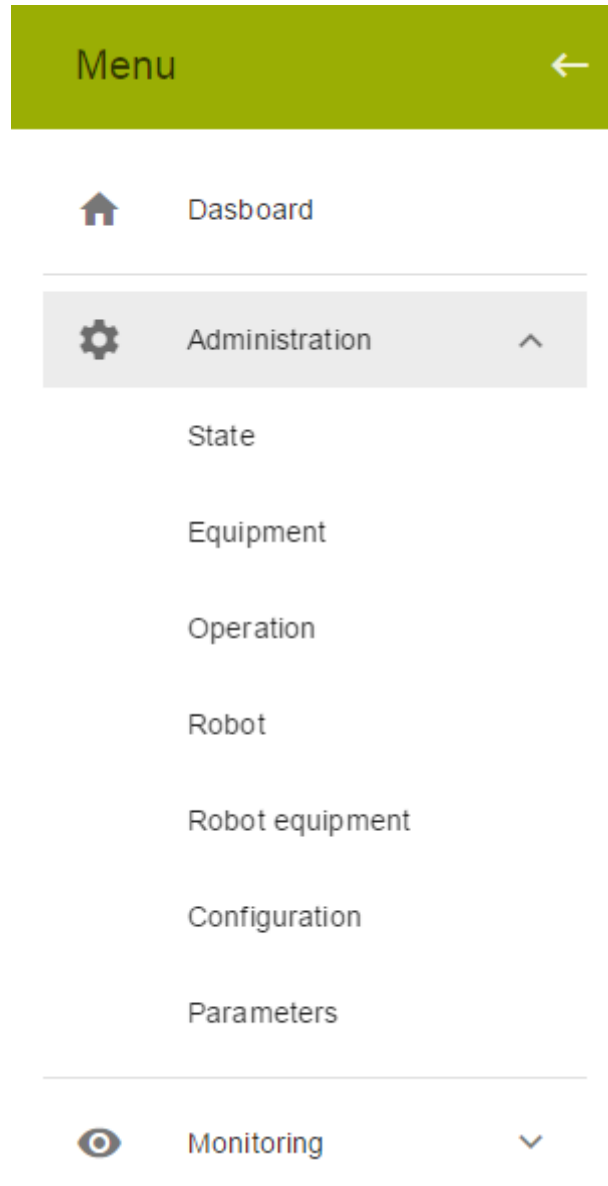 Menu
Dasboard
Administration
State
Equipment
Operation
Robot
Robot equipment
Configuration
Parameters
Monitoring